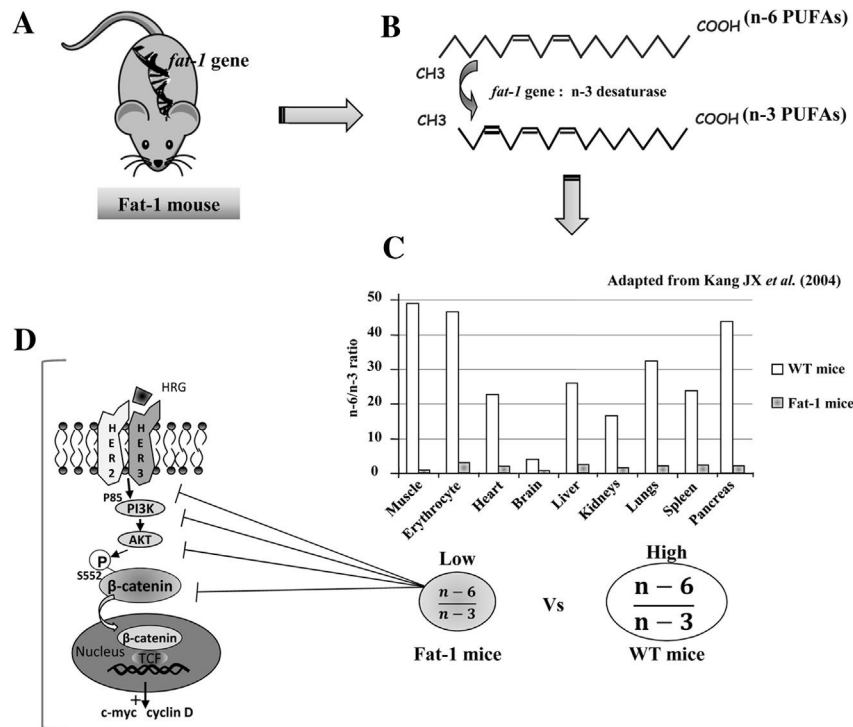 A
fat-1 gene
Fat-1 mouse
B
COOH (n-6 PUFAs)
CH3
fat-1 gene : n-3 desaturase
CH3
COOH (n-3 PUFAs)
C
Adapted from Kang JX et al. (2004)
n-6/n-3 ratio
50
40
30
20
10
0
Muscle
Erythrocyte
Heart
Brain
Liver
Kidneys
Lungs
Spleen
Pancreas
WT mice
Fat-1 mice
D
HRG
HER2
HER3
P85
PI3K
AKT
P
S552
β-catenin
β-catenin
Nucleus
TCF
+
c-myc cyclin D
Low
n − 6
n − 3
Fat-1 mice
Vs
High
n − 6
n − 3
WT mice